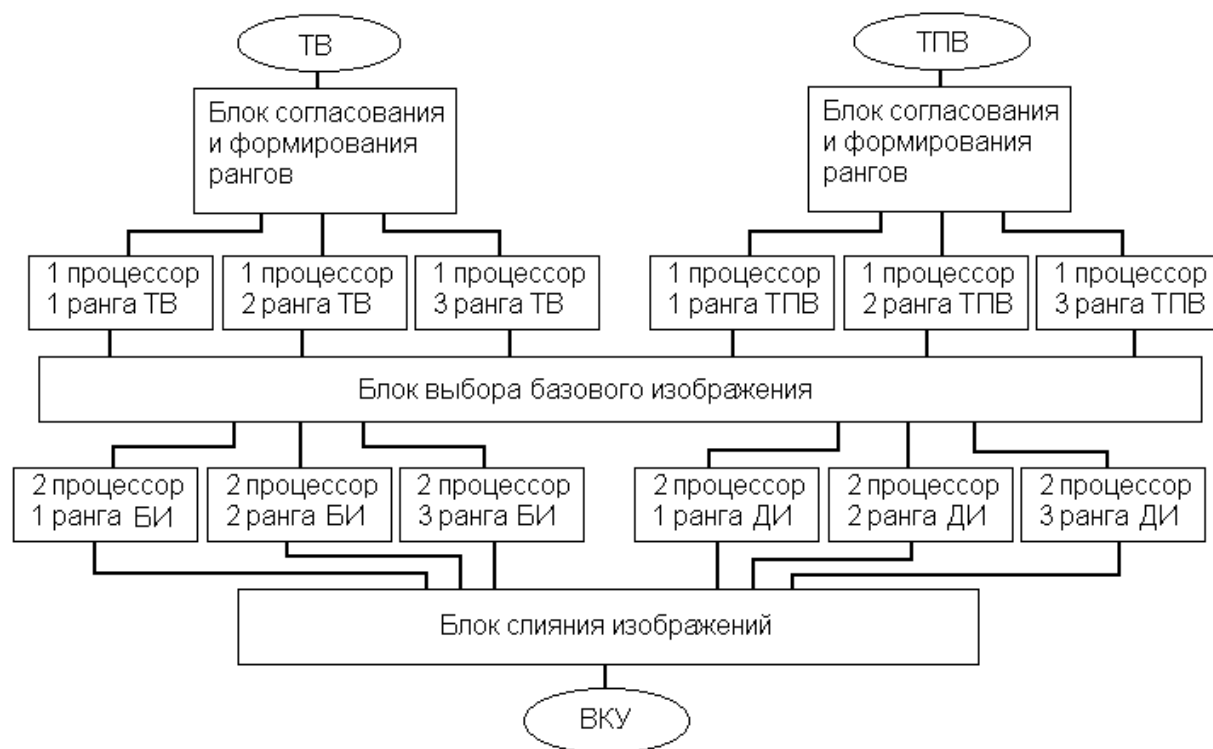 ТВ
ТПВ
Блок согласования
и формирования
рангов
Блок согласования
и формирования
рангов
1 процессор
1 ранга ТВ
1 процессор
2 ранга ТВ
1 процессор
3 ранга ТВ
1 процессор
1 ранга ТПВ
1 процессор
2 ранга ТПВ
1 процессор
3 ранга ТПВ
Блок выбора базового изображения
2 процессор
1 ранга БИ
2 процессор
2 ранга БИ
2 процессор
3 ранга БИ
2 процессор
1 ранга ДИ
2 процессор
2 ранга ДИ
2 процессор
3 ранга ДИ
Блок слияния изображений
ВКУ